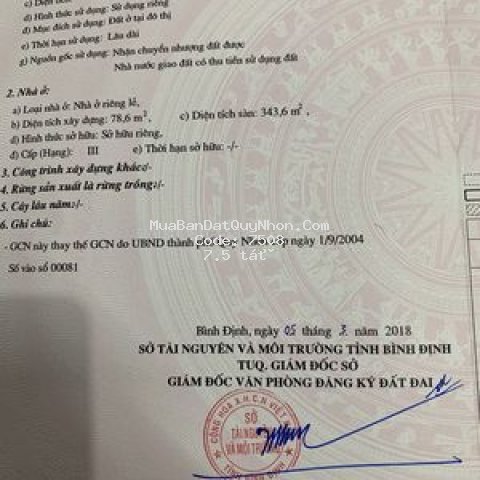 d) Hình thức sử dụng: Sử dụng riêng
đ) Mục đích sử dụng: Đất ở tại đô thị
e) Thời hạn sử dụng: Lâu dài
g) Nguồn gốc sử dụng: Nhận chuyển nhượng đất được
Nhà nước giao đất có thu tiền sử dụng đất
2. Nhà ở:
a) Loại nhà ở: Nhà ở riêng lẻ,
b) Diện tích xây dựng: 78,6 m², c) Diện tích sàn: 343,6 m²,
d) Hình thức sở hữu: Sở hữu riêng,
đ) Cấp (Hạng): III e) Thời hạn sở hữu: -/-
3. Công trình xây dựng khác:-/-
4. Rừng sản xuất là rừng trồng:-/-
5. Cây lâu năm:-/-
6. Ghi chú:
MuaBanDatQuyNhon.Com
- GCN này thay thế GCN do UBND thành ngày 1/9/2004
Code: N7508
7.5 tất
Số vào sổ 00081
Bình Định, ngày 05 tháng 3 năm 2018
SỞ TÀI NGUYÊN VÀ MÔI TRƯỜNG TỈNH BÌNH ĐỊNH
TUQ. GIÁM ĐỐC SỞ
GIÁM ĐỐC VĂN PHÒNG ĐĂNG KÝ ĐẤT ĐAI
CỘNG HÒA X.H.C.N VIỆT
SỞ
TÀI
VÀ MÔI